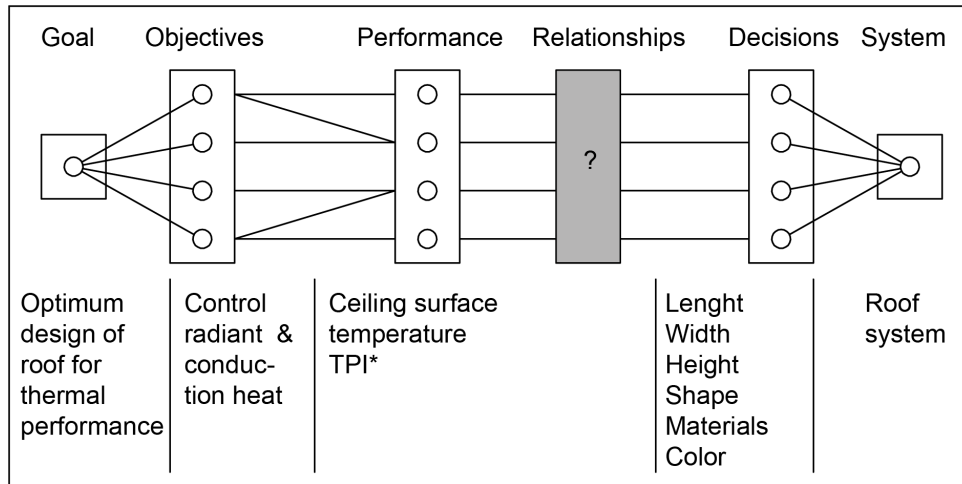 Goal Objectives Performance Relationships Decisions System
?
Optimum
design of
roof for
thermal
performance
Control
radiant &
conduc-
tion heat
Ceiling surface
temperature
TPI*
Lenght
Width
Height
Shape
Materials
Color
Roof
system